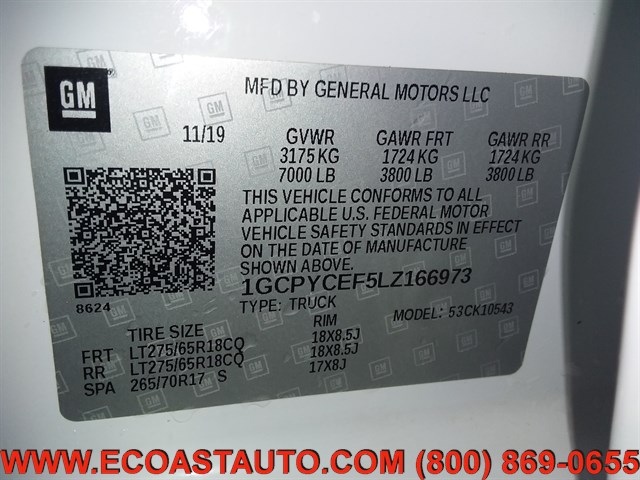 GM
MFD BY GENERAL MOTORS LLC
11/19 GVWR GAWR FRT GAWR RR
3175 KG 1724 KG 1724 KG
7000 LB 3800 LB 3800 LB
THIS VEHICLE CONFORMS TO ALL
APPLICABLE U.S. FEDERAL MOTOR
VEHICLE SAFETY STANDARDS IN EFFECT
ON THE DATE OF MANUFACTURE
SHOWN ABOVE.
1GCPYCEF5LZ166973
8624 TYPE: TRUCK MODEL: 53CK10543
TIRE SIZE RIM
FRT LT275/65R18CQ 18X8.5J
RR LT275/65R18CQ 18X8.5J
SPA 265/70R17 S 17X8J
WWW.ECOASTAUTO.COM (800) 869-0655